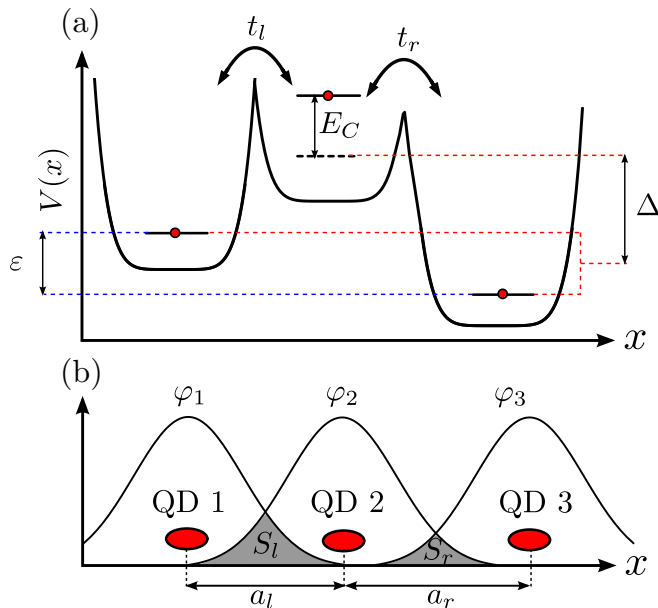 (a)
t_l
t_r
E_C
V(x)
Δ
ε
x
(b)
φ_1 φ_2 φ_3
QD 1 QD 2 QD 3
S_l S_r
x
a_l a_r